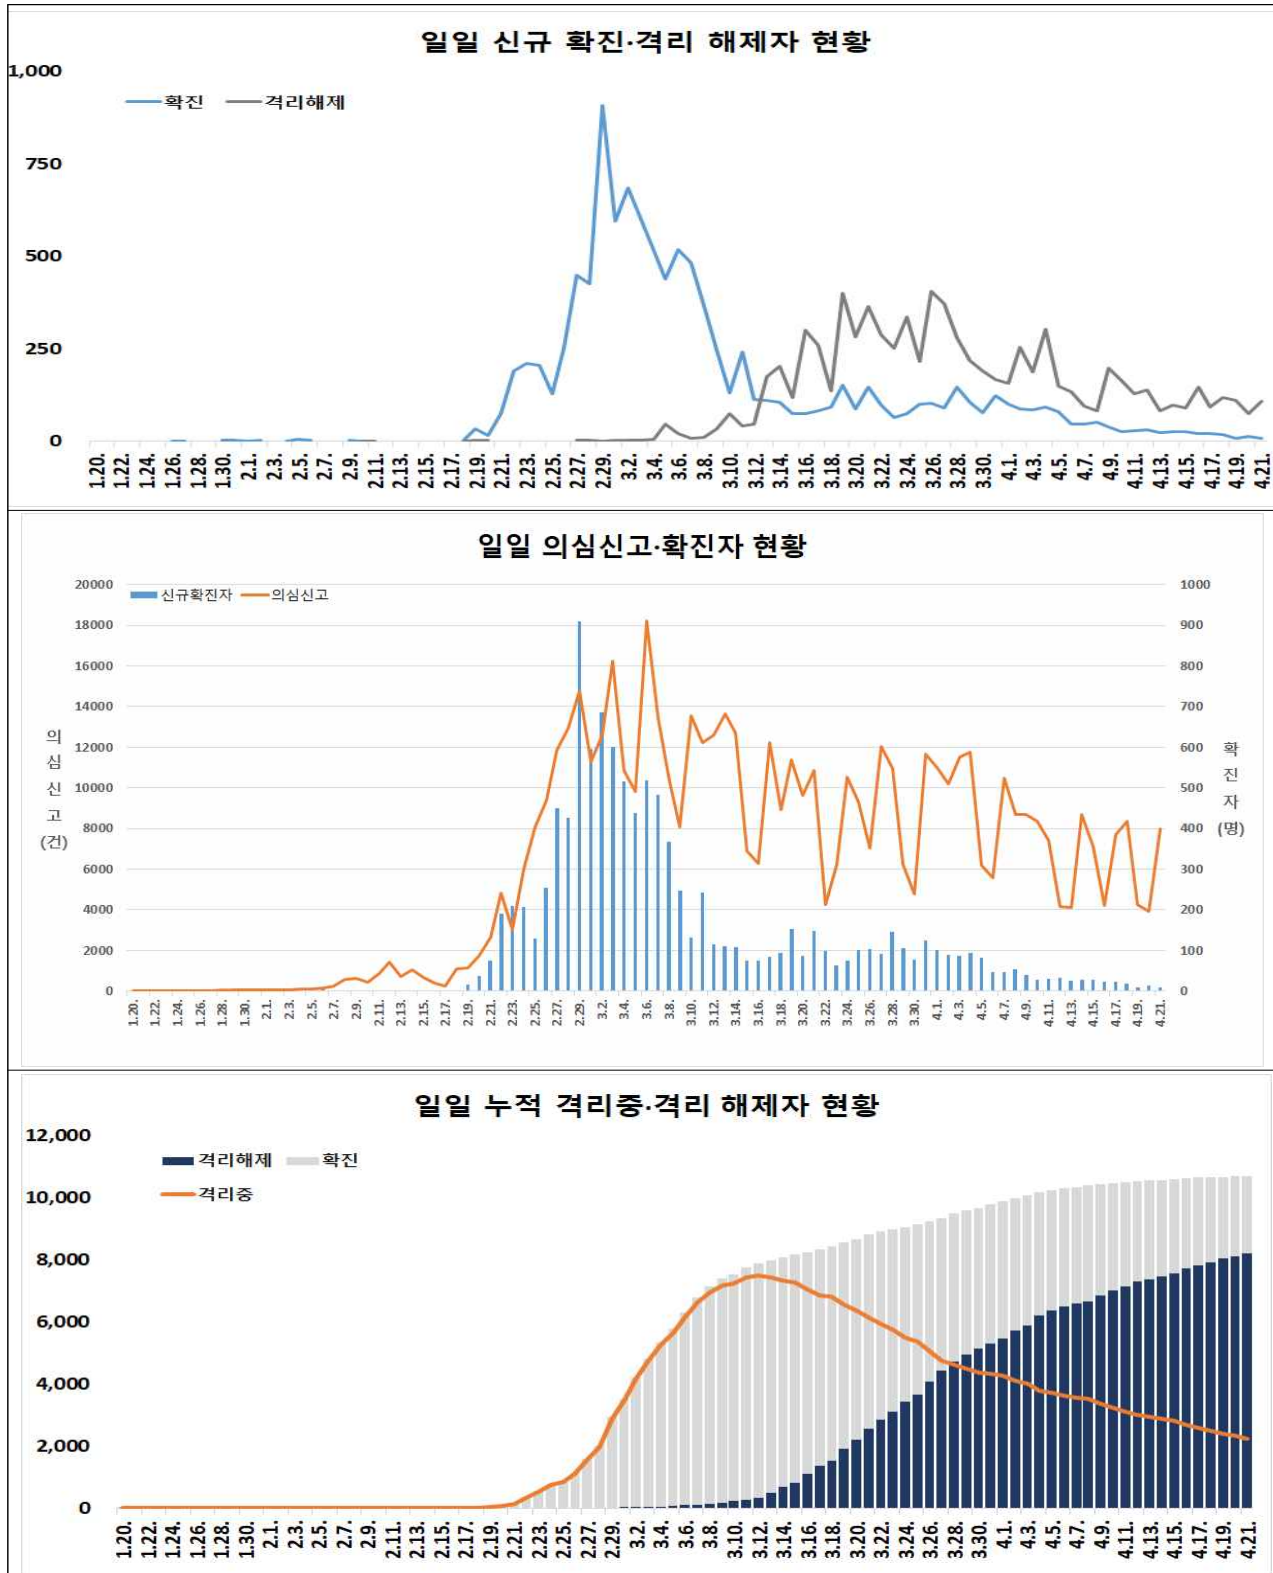 일일 신규 확진·격리 해제자 현황
1,000
확진 격리해제
750
500
250
0
1.20. 1.22. 1.24. 1.26. 1.28. 1.30. 2.1. 2.3. 2.5. 2.7. 2.9. 2.11. 2.13. 2.15. 2.17. 2.19. 2.21. 2.23. 2.25. 2.27. 2.29. 3.2. 3.4. 3.6. 3.8. 3.10. 3.12. 3.14. 3.16. 3.18. 3.20. 3.22. 3.24. 3.26. 3.28. 3.30. 4.1. 4.3. 4.5. 4.7. 4.9. 4.11. 4.13. 4.15. 4.17. 4.19. 4.21.
일일 의심신고·확진자 현황
신규확진자 의심신고
20000 1000
18000 900
16000 800
14000 700
12000 600
10000 500
8000 400
6000 300
4000 200
2000 100
0 0
의심신고(건)
확진자(명)
1.20. 1.22. 1.24. 1.26. 1.28. 1.30. 2.1. 2.3. 2.5. 2.7. 2.9. 2.11. 2.13. 2.15. 2.17. 2.19. 2.21. 2.23. 2.25. 2.27. 2.29. 3.2. 3.4. 3.6. 3.8. 3.10. 3.12. 3.14. 3.16. 3.18. 3.20. 3.22. 3.24. 3.26. 3.28. 3.30. 4.1. 4.3. 4.5. 4.7. 4.9. 4.11. 4.13. 4.15. 4.17. 4.19. 4.21.
일일 누적 격리중·격리 해제자 현황
12,000
격리해제 확진
격리중
10,000
8,000
6,000
4,000
2,000
0
1.20. 1.22. 1.24. 1.26. 1.28. 1.30. 2.1. 2.3. 2.5. 2.7. 2.9. 2.11. 2.13. 2.15. 2.17. 2.19. 2.21. 2.23. 2.25. 2.27. 2.29. 3.2. 3.4. 3.6. 3.8. 3.10. 3.12. 3.14. 3.16. 3.18. 3.20. 3.22. 3.24. 3.26. 3.28. 3.30. 4.1. 4.3. 4.5. 4.7. 4.9. 4.11. 4.13. 4.15. 4.17. 4.19. 4.21.